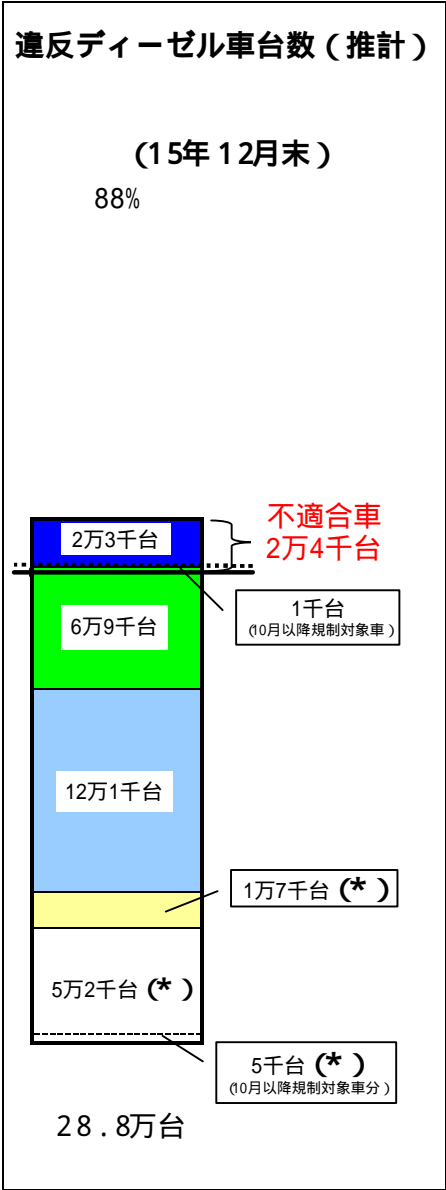 違反ディーゼル車台数(推計)
(15年12月末)
88%
2万3千台
不適合車
2万4千台
1千台
(10月以降規制対象車)
6万9千台
12万1千台
1万7千台(*)
5万2千台(*)
5千台(*)
(10月以降規制対象車分)
28.8万台